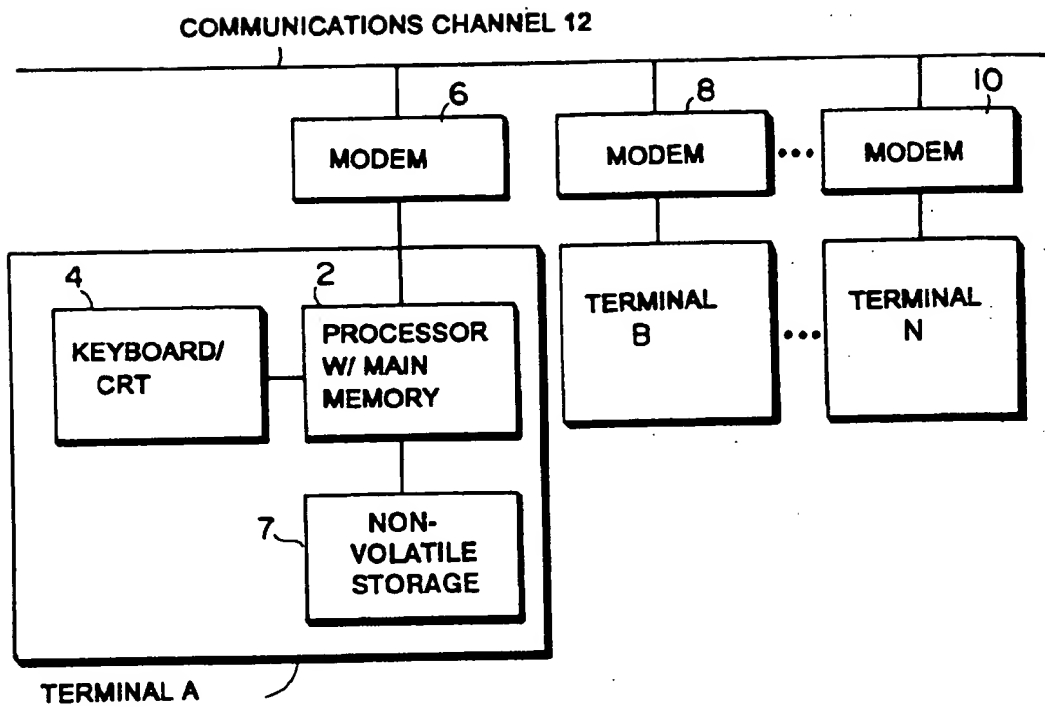 COMMUNICATIONS CHANNEL 12
6
8
10
MODEM
MODEM
•••
MODEM
4
2
KEYBOARD/
CRT
PROCESSOR
W/ MAIN
MEMORY
TERMINAL
B
•••
TERMINAL
N
7
NON-
VOLATILE
STORAGE
TERMINAL A